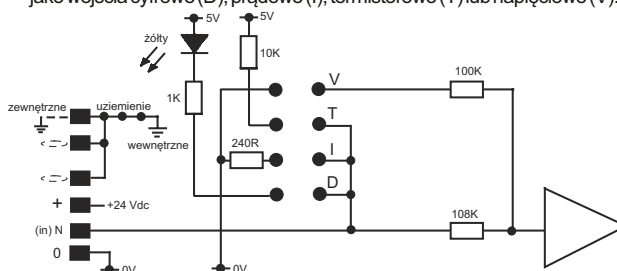 jako wejścia cyfrowe (D), prądowe (I), termistorowe (T) lub napięciowe (V).
5V
5V
żółty
10K
1K
V
100K
zewnętrzne
uziemienie
T
wewnętrzne
240R
I
D
+
+24 Vdc
(in) N
108K
0
0V
0V